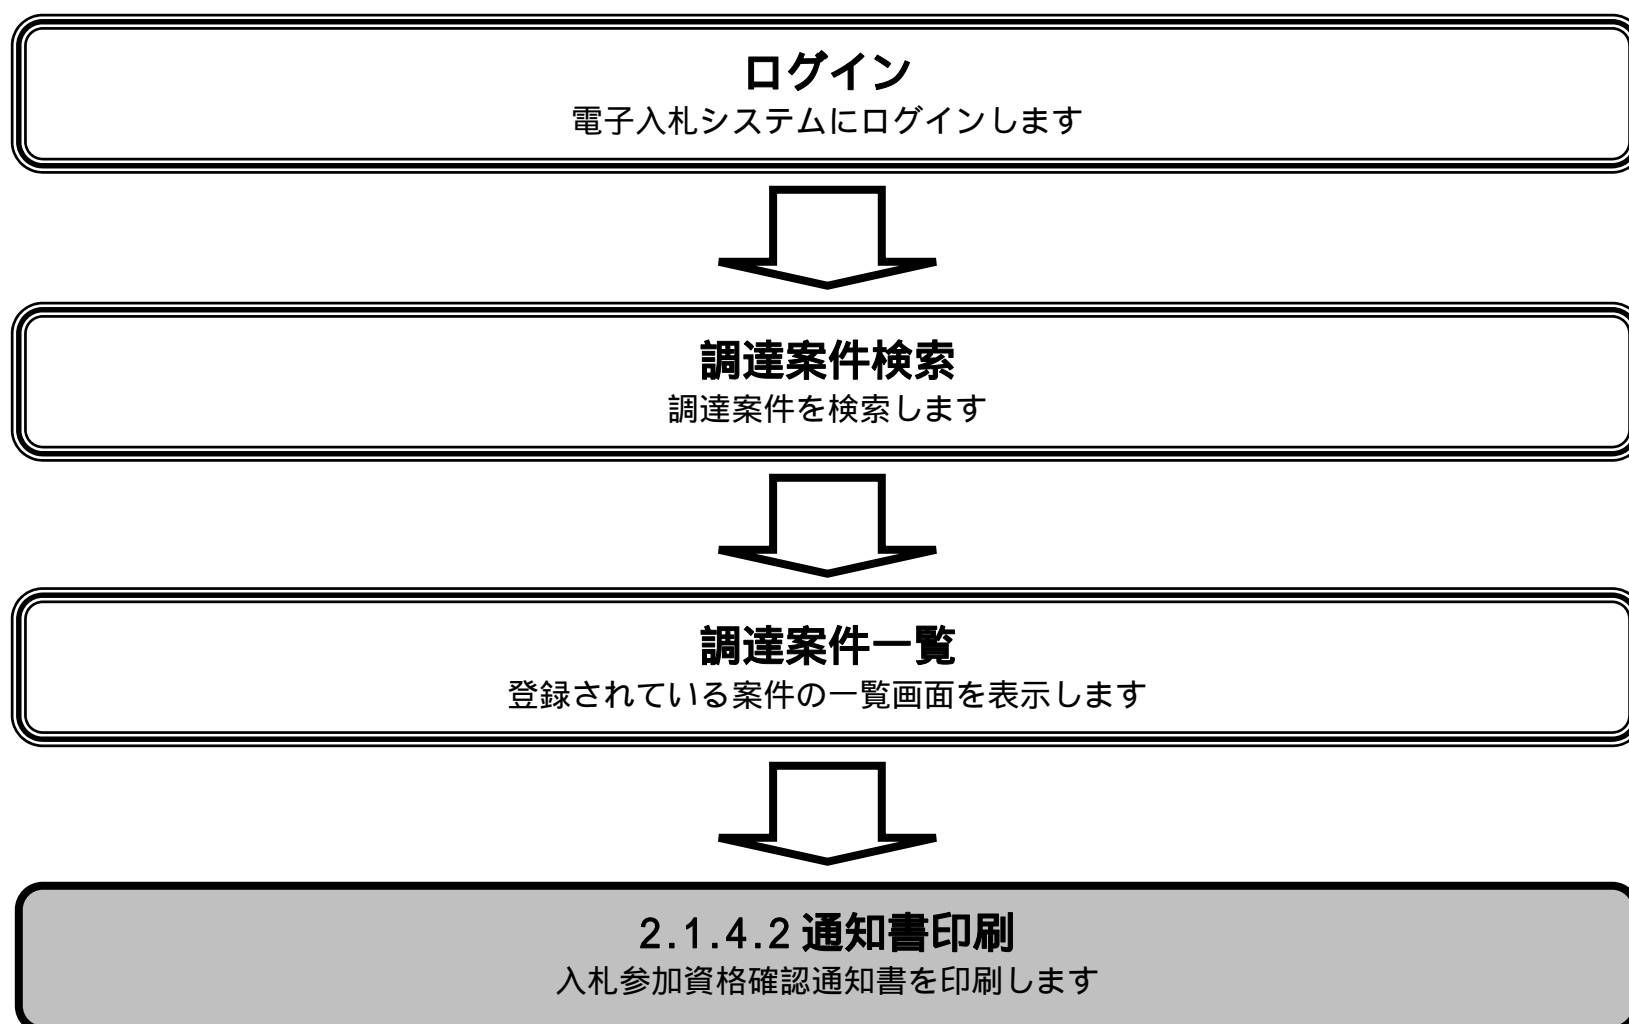 ログイン
電子入札システムにログインします
調達案件検索
調達案件を検索します
調達案件一覧
登録されている案件の一覧画面を表示します
2.1.4.2 通知書印刷
入札参加資格確認通知書を印刷します